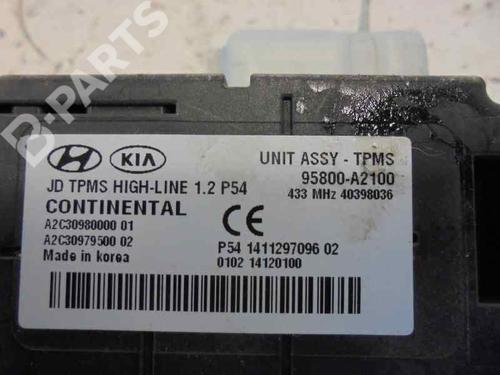 B-PARTS
HYUNDAI KIA UNIT ASSY - TPMS
JD TPMS HIGH-LINE 1.2 P54 95800-A2100
CONTINENTAL 433 MHz 40398036
A2C30980000 01 CE
A2C30979500 02 P54 1411297096 02
Made in korea 0102 14120100